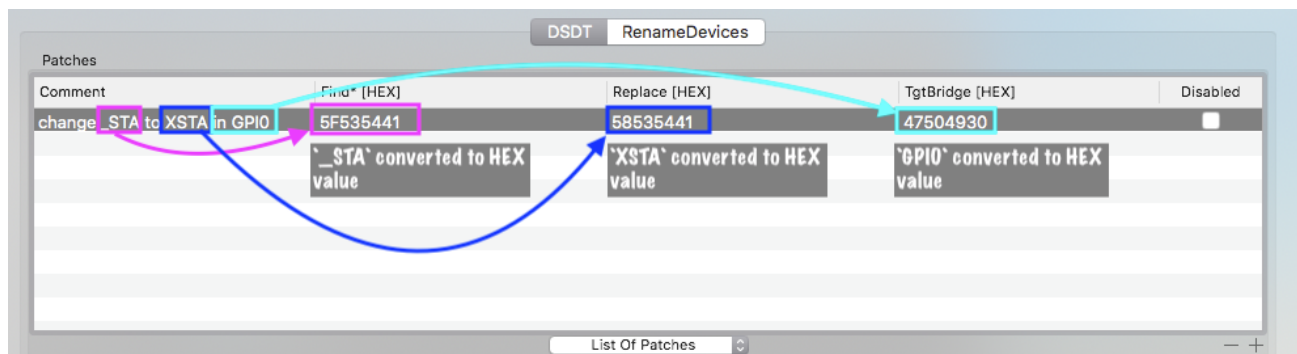 DSDT RenameDevices
Patches
Comment Find* [HEX] Replace [HEX] TgtBridge [HEX] Disabled
change _STA to XSTA in GPI0 5F535441 58535441 47504930
`_STA` converted to HEX
value
`XSTA` converted to HEX
value
`GPI0` converted to HEX
value
List Of Patches